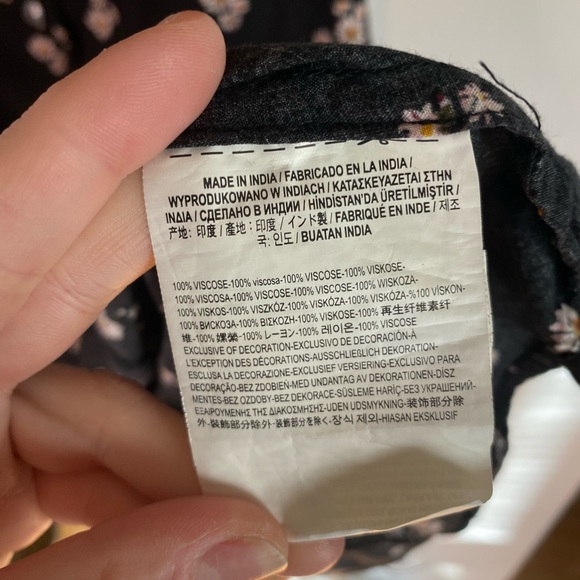 MADE IN INDIA / FABRICADO EN LA INDIA /
WYPRODUKOWANO W INDIACH / ΚΑΤΑΣΚΕΥΑΖΕΤΑΙ ΣΤΗΝ
ΙΝΔΙΑ / СДЕЛАНО В ИНДИИ / HİNDİSTAN'DA ÜRETİLMİŞTİR /
产地: 印度 / 產地: 印度 / インド製 / FABRIQUÉ EN INDE / 제조
국: 인도 / BUATAN INDIA
100% VISCOSE-100% viscosa-100% VISCOSE-100% VISKOSE-
100% VISCOSA-100% VISCOSE-100% VISCOSE-100% WISKOZA-
100% VISKOS-100% VISZKÓZ-100% VISKÓZA-100% VISKÓZA-%100 VİSKON-
100% ВИСКОЗА-100% ΒΙΣΚΟΖΗ-100% VISKOSE-100% 再生纤维素纤
维-100% 嫘縈-100% レーヨン-100% 레이온-100% VISCOSE
EXCLUSIVE OF DECORATION-EXCLUSIVO DE DECORACIÓN-À
L'EXCEPTION DES DÉCORATIONS-AUSSCHLIEßLICH DEKORATION-
ESCLUSA LA DECORAZIONE-EXCLUSIEF VERSIERING-EXCLUSIVO PARA
DECORAÇÃO-BEZ ZDOBIEŃ-MED UNDANTAG AV DEKORATIONEN-DÍSZ
MENTES-BEZ OZDOBY-BEZ DEKORACE-SÜSLEME HARİÇ-БЕЗ УКРАШЕНИЙ-
ΕΞΑΙΡΟΥΜΕΝΗΣ ΤΗΣ ΔΙΑΚΟΣΜΗΣΗΣ-UDEN UDSMYKNING-装饰部分除
外-裝飾部分除外-装飾部分を除く-장식 제외-HIASAN EKSKLUSIF